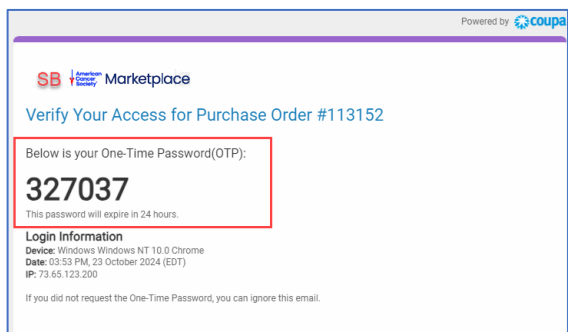 Powered by coupa
SB American Cancer Society Marketplace
Verify Your Access for Purchase Order #113152
Below is your One-Time Password(OTP):
327037
This password will expire in 24 hours.
Login Information
Device: Windows Windows NT 10.0 Chrome
Date: 03:53 PM, 23 October 2024 (EDT)
IP: 73.65.123.200
If you did not request the One-Time Password, you can ignore this email.